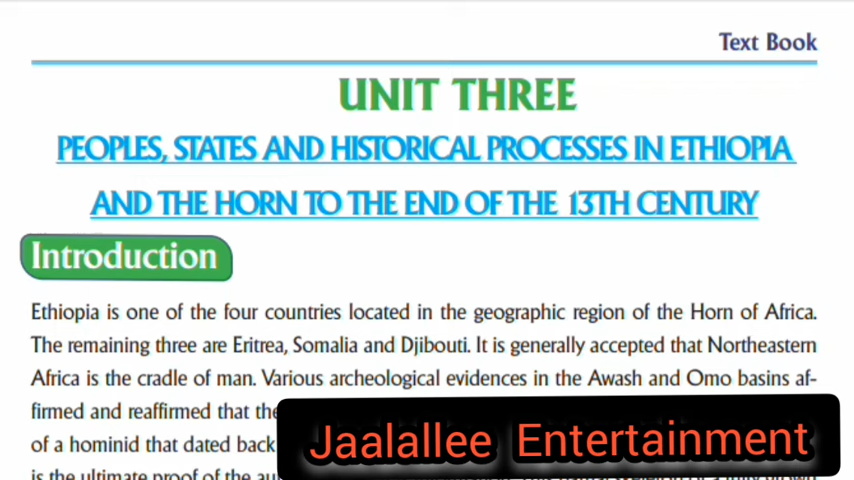 Text Book
UNIT THREE
PEOPLES, STATES AND HISTORICAL PROCESSES IN ETHIOPIA
AND THE HORN TO THE END OF THE 13TH CENTURY
Introduction
Ethiopia is one of the four countries located in the geographic region of the Horn of Africa.
The remaining three are Eritrea, Somalia and Djibouti. It is generally accepted that Northeastern
Africa is the cradle of man. Various archeological evidences in the Awash and Omo basins af-
firmed and reaffirmed that the
of a hominid that dated back
is the ultimate proof of the
Jaalallee Entertainment